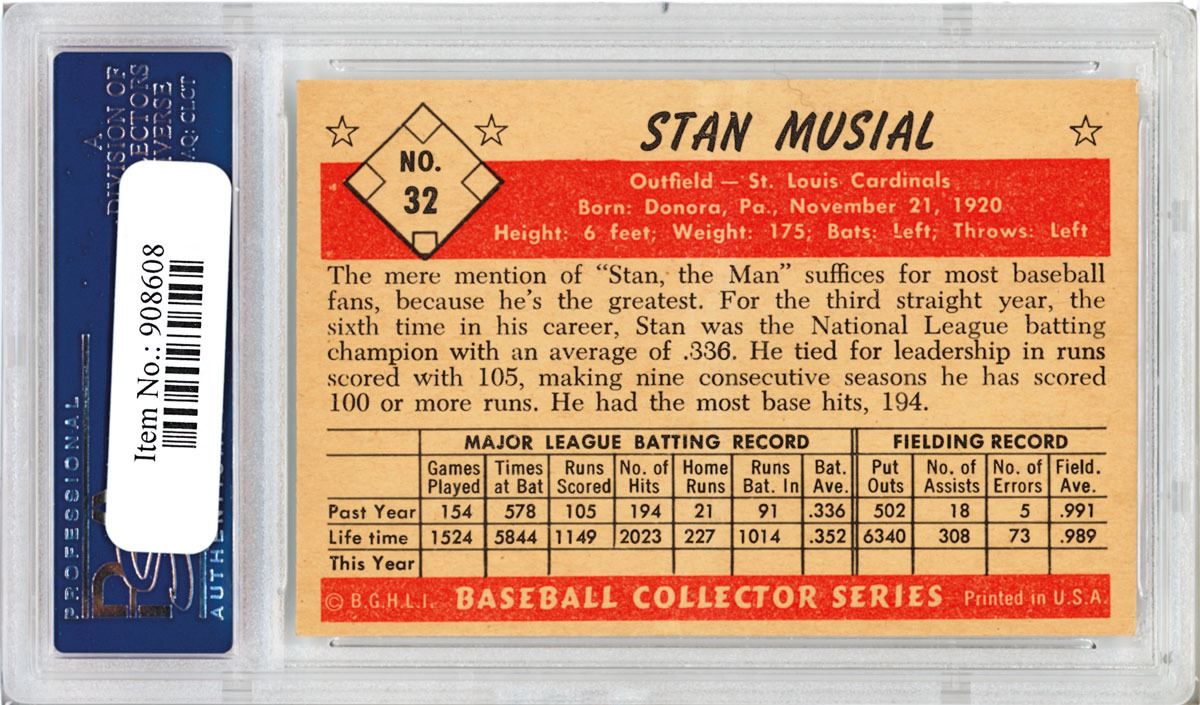 A
DIVISION OF
COLLECTORS
UNIVERSE
NASDAQ: CLCT
Item No.: 908608
PROFESSIONAL
STAN MUSIAL
NO.
32
Outfield — St. Louis Cardinals
Born: Donora, Pa., November 21, 1920
Height: 6 feet; Weight: 175; Bats: Left; Throws: Left
The mere mention of "Stan, the Man" suffices for most baseball
fans, because he's the greatest. For the third straight year, the
sixth time in his career, Stan was the National League batting
champion with an average of .336. He tied for leadership in runs
scored with 105, making nine consecutive seasons he has scored
100 or more runs. He had the most base hits, 194.
MAJOR LEAGUE BATTING RECORD FIELDING RECORD
Games Times Runs No. of Home Runs Bat. Put No. of No. of Field.
Played at Bat Scored Hits Runs Bat. In Ave. Outs Assists Errors Ave.
Past Year 154 578 105 194 21 91 .336 502 18 5 .991
Life time 1524 5844 1149 2023 227 1014 .352 6340 308 73 .989
This Year
© B.G.H.L.I. BASEBALL COLLECTOR SERIES Printed in U.S.A.